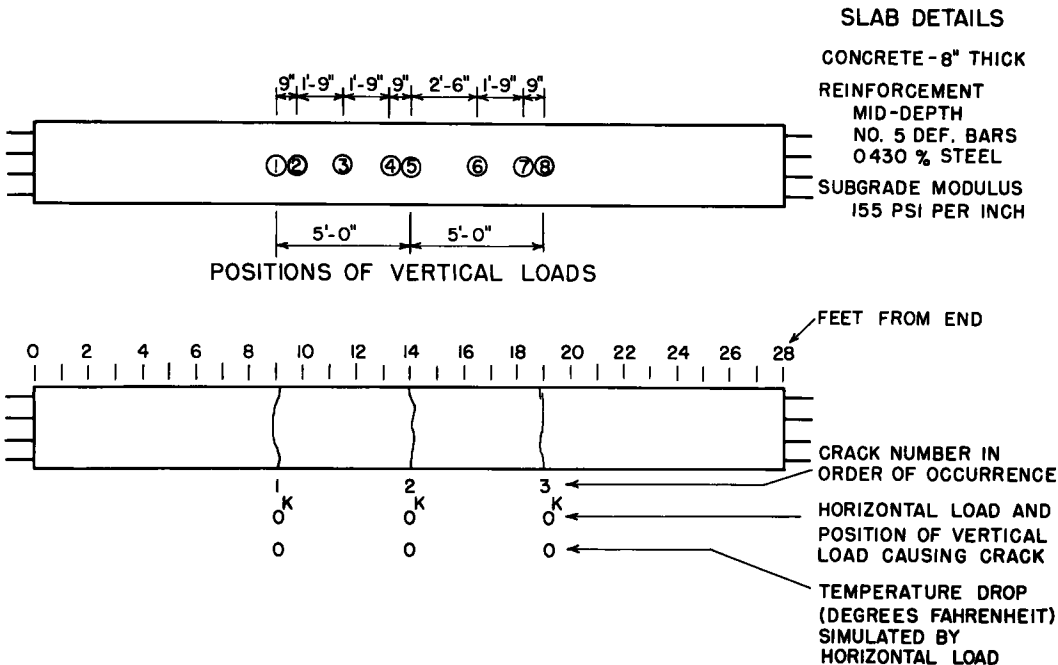 SLAB DETAILS
CONCRETE-8" THICK
REINFORCEMENT
MID-DEPTH
NO. 5 DEF. BARS
0430 % STEEL
SUBGRADE MODULUS
155 PSI PER INCH
9" 1'-9" 1'-9" 9" 2'-6" 1'-9" 9"
1 2 3 4 5 6 7 8
5'-0" 5'-0"
POSITIONS OF VERTICAL LOADS
FEET FROM END
0 2 4 6 8 10 12 14 16 18 20 22 24 26 28
1 2 3
CRACK NUMBER IN
ORDER OF OCCURRENCE
0K 0K 0K
HORIZONTAL LOAD AND
POSITION OF VERTICAL
LOAD CAUSING CRACK
0 0 0
TEMPERATURE DROP
(DEGREES FAHRENHEIT)
SIMULATED BY
HORIZONTAL LOAD